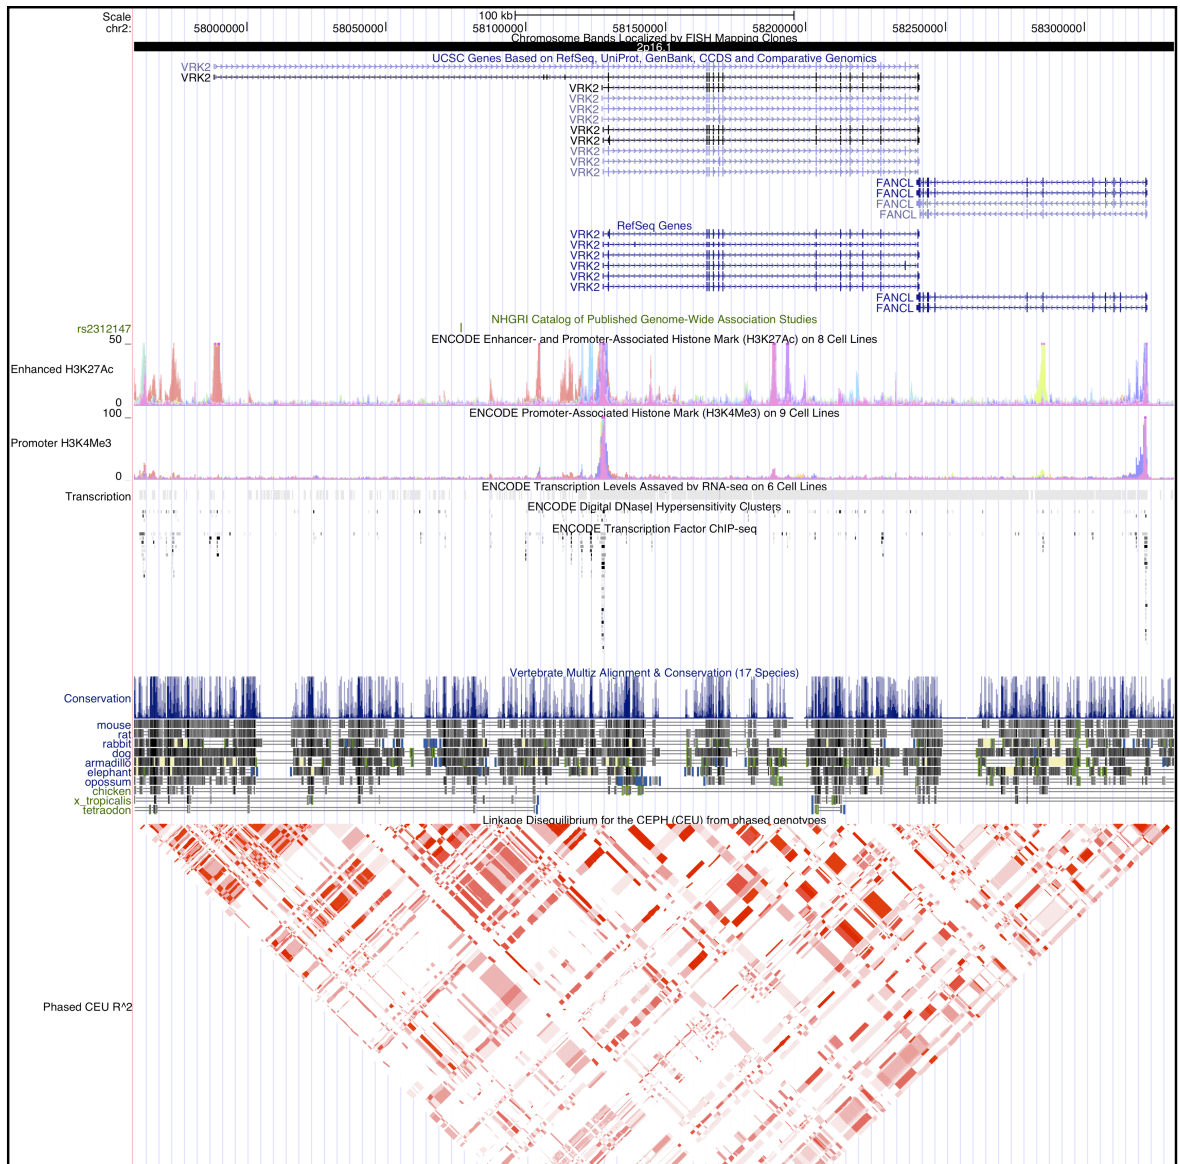 Scale
100 kb
chr2:
58000000
58050000
58100000
58150000
58200000
58250000
58300000
Chromosome Bands Localized by FISH Mapping Clones
2p16.1
UCSC Genes Based on RefSeq, UniProt, GenBank, CCDS and Comparative Genomics
VRK2
VRK2
VRK2
VRK2
VRK2
VRK2
VRK2
VRK2
VRK2
VRK2
VRK2
FANCL
FANCL
FANCL
FANCL
RefSeq Genes
VRK2
VRK2
VRK2
VRK2
VRK2
VRK2
FANCL
FANCL
NHGRI Catalog of Published Genome-Wide Association Studies
rs2312147
ENCODE Enhancer- and Promoter-Associated Histone Mark (H3K27Ac) on 8 Cell Lines
50 _
Enhanced H3K27Ac
0
ENCODE Promoter-Associated Histone Mark (H3K4Me3) on 9 Cell Lines
100 _
Promoter H3K4Me3
0
ENCODE Transcription Levels Assayed by RNA-seq on 6 Cell Lines
Transcription
ENCODE Digital DNaseI Hypersensitivity Clusters
ENCODE Transcription Factor ChIP-seq
Vertebrate Multiz Alignment & Conservation (17 Species)
Conservation
mouse
rat
rabbit
dog
armadillo
elephant
opossum
chicken
x_tropicalis
tetraodon
Linkage Disequilibrium for the CEPH (CEU) from phased genotypes
Phased CEU R^2